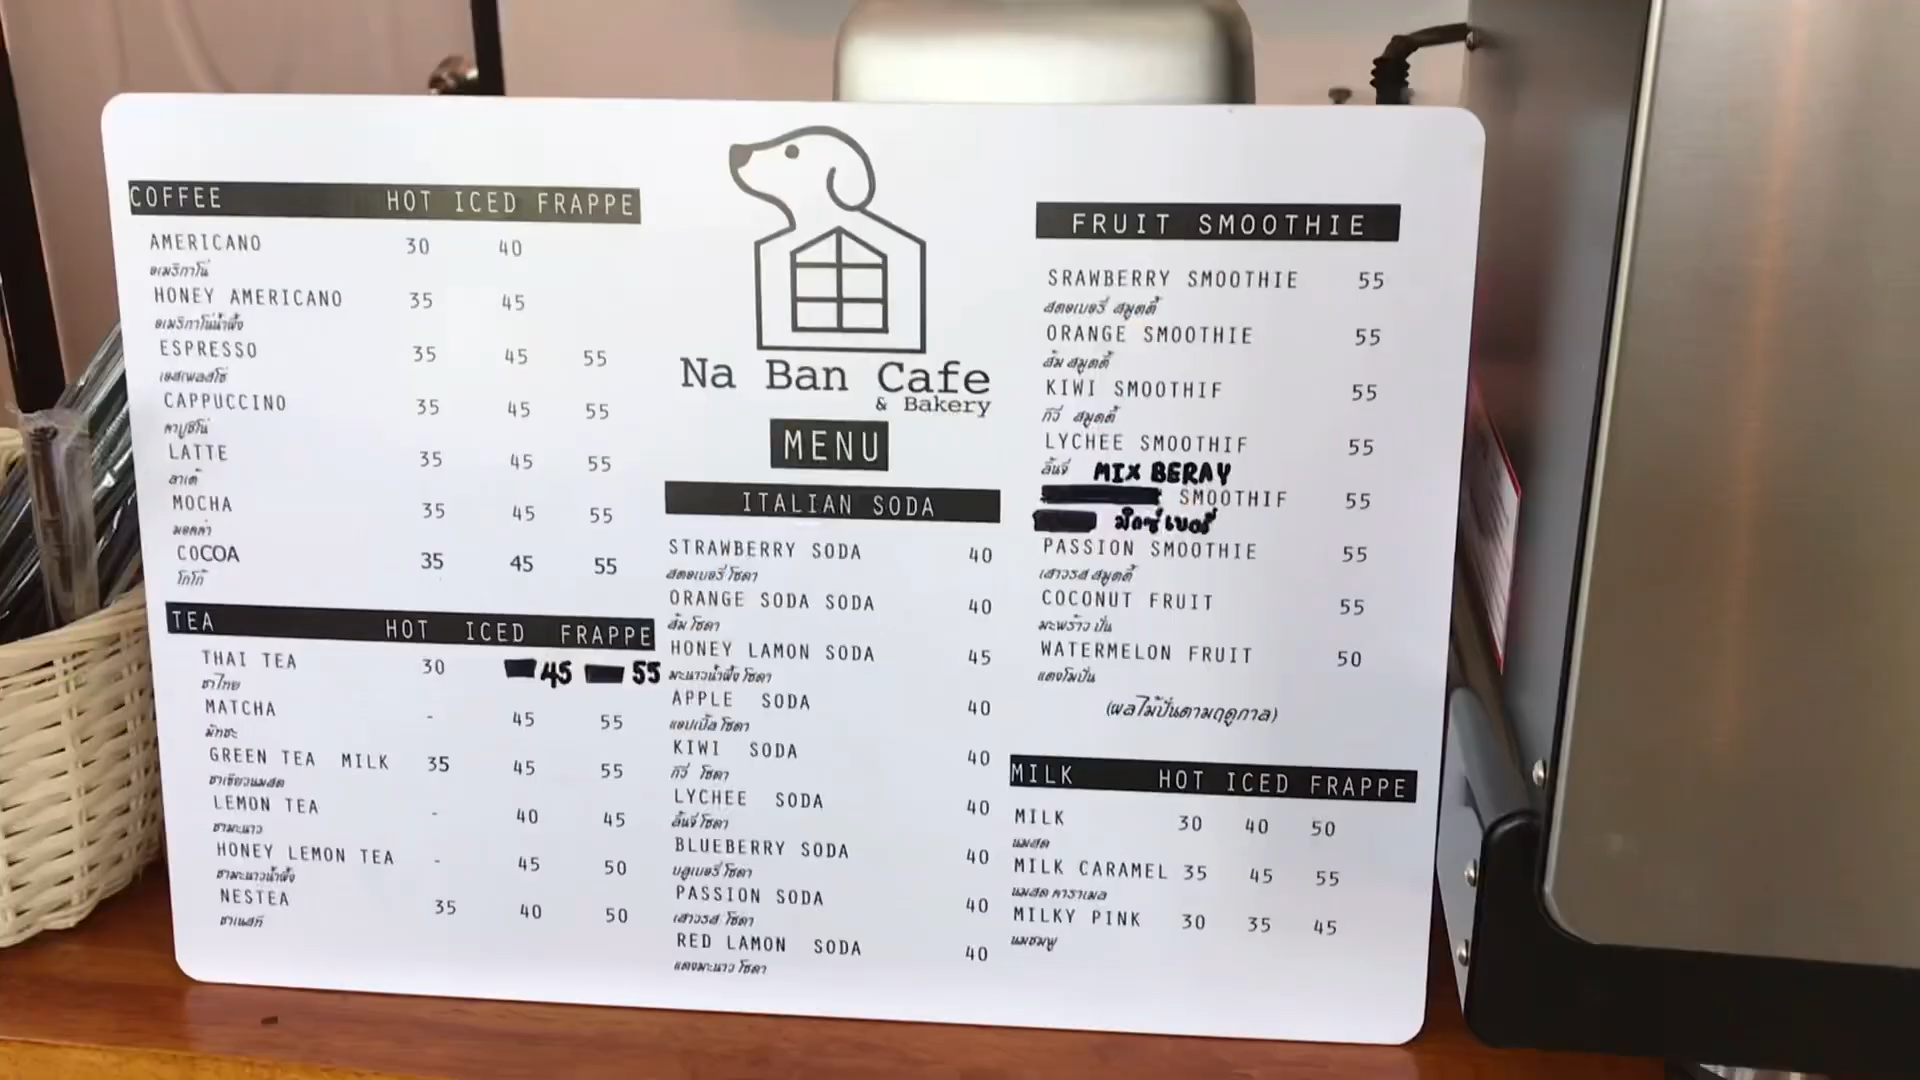 COFFEE HOT ICED FRAPPE
AMERICANO 30 40
อเมริกาโน่
HONEY AMERICANO 35 45
อเมริกาโน่น้ำผึ้ง
ESPRESSO 35 45 55
เอสเพลสโซ่
CAPPUCCINO 35 45 55
คาปูชิโน่
LATTE 35 45 55
ลาเต้
MOCHA 35 45 55
มอคค่า
COCOA 35 45 55
โกโก้
TEA HOT ICED FRAPPE
THAI TEA 30 45 55
ชาไทย
MATCHA - 45 55
มัทชะ
GREEN TEA MILK 35 45 55
ชาเขียวนมสด
LEMON TEA - 40 45
ชามะนาว
HONEY LEMON TEA - 45 50
ชามะนาวน้ำผึ้ง
NESTEA 35 40 50
ชาเนสที
Na Ban Cafe
& Bakery
MENU
ITALIAN SODA
STRAWBERRY SODA 40
สตอเบอรี่ โซดา
ORANGE SODA SODA 40
ส้ม โซดา
HONEY LAMON SODA 45
มะนาวน้ำผึ้ง โซดา
APPLE SODA 40
แอปเปิ้ล โซดา
KIWI SODA 40
กีวี่ โซดา
LYCHEE SODA 40
ลิ้นจี่ โซดา
BLUEBERRY SODA 40
บลูเบอรี่ โซดา
PASSION SODA 40
เสาวรส โซดา
RED LAMON SODA 40
แดงมะนาว โซดา
FRUIT SMOOTHIE
SRAWBERRY SMOOTHIE 55
สตอเบอรี่ สมูตตี้
ORANGE SMOOTHIE 55
ส้ม สมูตตี้
KIWI SMOOTHIF 55
กีวี่ สมูตตี้
LYCHEE SMOOTHIF 55
ลิ้นจี่ MIX BERAY
SMOOTHIF 55
มิกซ์ เบอรี่
PASSION SMOOTHIE 55
เสาวรส สมูตตี้
COCONUT FRUIT 55
มะพร้าว ปั่น
WATERMELON FRUIT 50
แตงโมปั่น
(ผลไม้ปั่นตามฤดูกาล)
MILK HOT ICED FRAPPE
MILK 30 40 50
นมสด
MILK CARAMEL 35 45 55
นมสด คาราเมล
MILKY PINK 30 35 45
นมชมพู